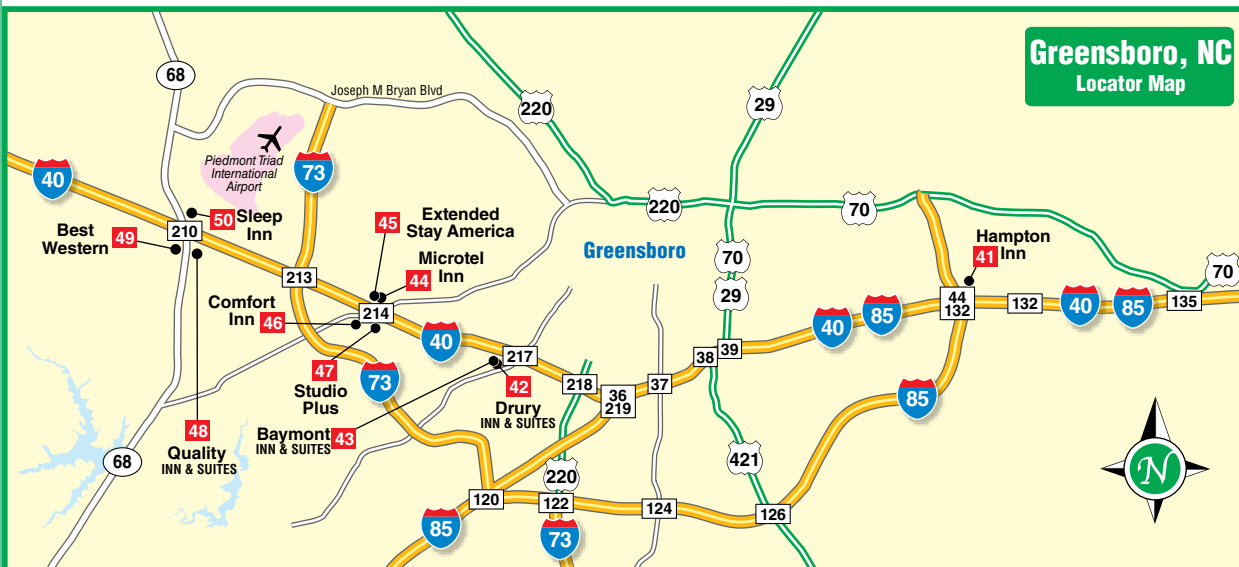 Greensboro, NC
Locator Map
68
Joseph M Bryan Blvd
220
29
Piedmont Triad
International
Airport
73
40
50 Sleep
Inn
210
Best
Western 49
45 Extended
Stay America
Microtel
44 Inn
220
70
Greensboro
Hampton
41 Inn
70
70
213
Comfort
Inn 46
214
29
44
132
132
40
85
135
40
85
40
217
38
39
47
Studio
Plus
73
42
Drury
INN & SUITES
218
36
219
37
85
48
Quality
INN & SUITES
Baymont 43
INN & SUITES
68
220
421
N
120
122
124
126
85
73